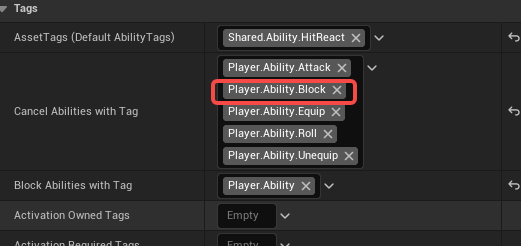 Tags
AssetTags (Default AbilityTags)
Shared.Ability.HitReact
Cancel Abilities with Tag
Player.Ability.Attack
Player.Ability.Block
Player.Ability.Equip
Player.Ability.Roll
Player.Ability.Unequip
Block Abilities with Tag
Player.Ability
Activation Owned Tags
Empty
Activation Required Tags
Empty